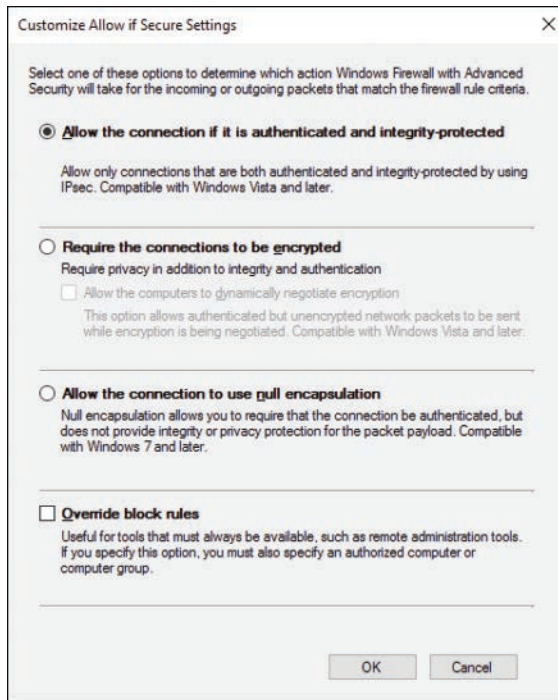 Customize Allow if Secure Settings
Select one of these options to determine which action Windows Firewall with Advanced
Security will take for the incoming or outgoing packets that match the firewall rule criteria.
Allow the connection if it is authenticated and integrity-protected
Allow only connections that are both authenticated and integrity-protected by using
IPsec. Compatible with Windows Vista and later.
Require the connections to be encrypted
Require privacy in addition to integrity and authentication
Allow the computers to dynamically negotiate encryption
This option allows authenticated but unencrypted network packets to be sent
while encryption is being negotiated. Compatible with Windows Vista and later.
Allow the connection to use null encapsulation
Null encapsulation allows you to require that the connection be authenticated, but
does not provide integrity or privacy protection for the packet payload. Compatible
with Windows 7 and later.
Override block rules
Useful for tools that must always be available, such as remote administration tools.
If you specify this option, you must also specify an authorized computer or
computer group.
OK Cancel